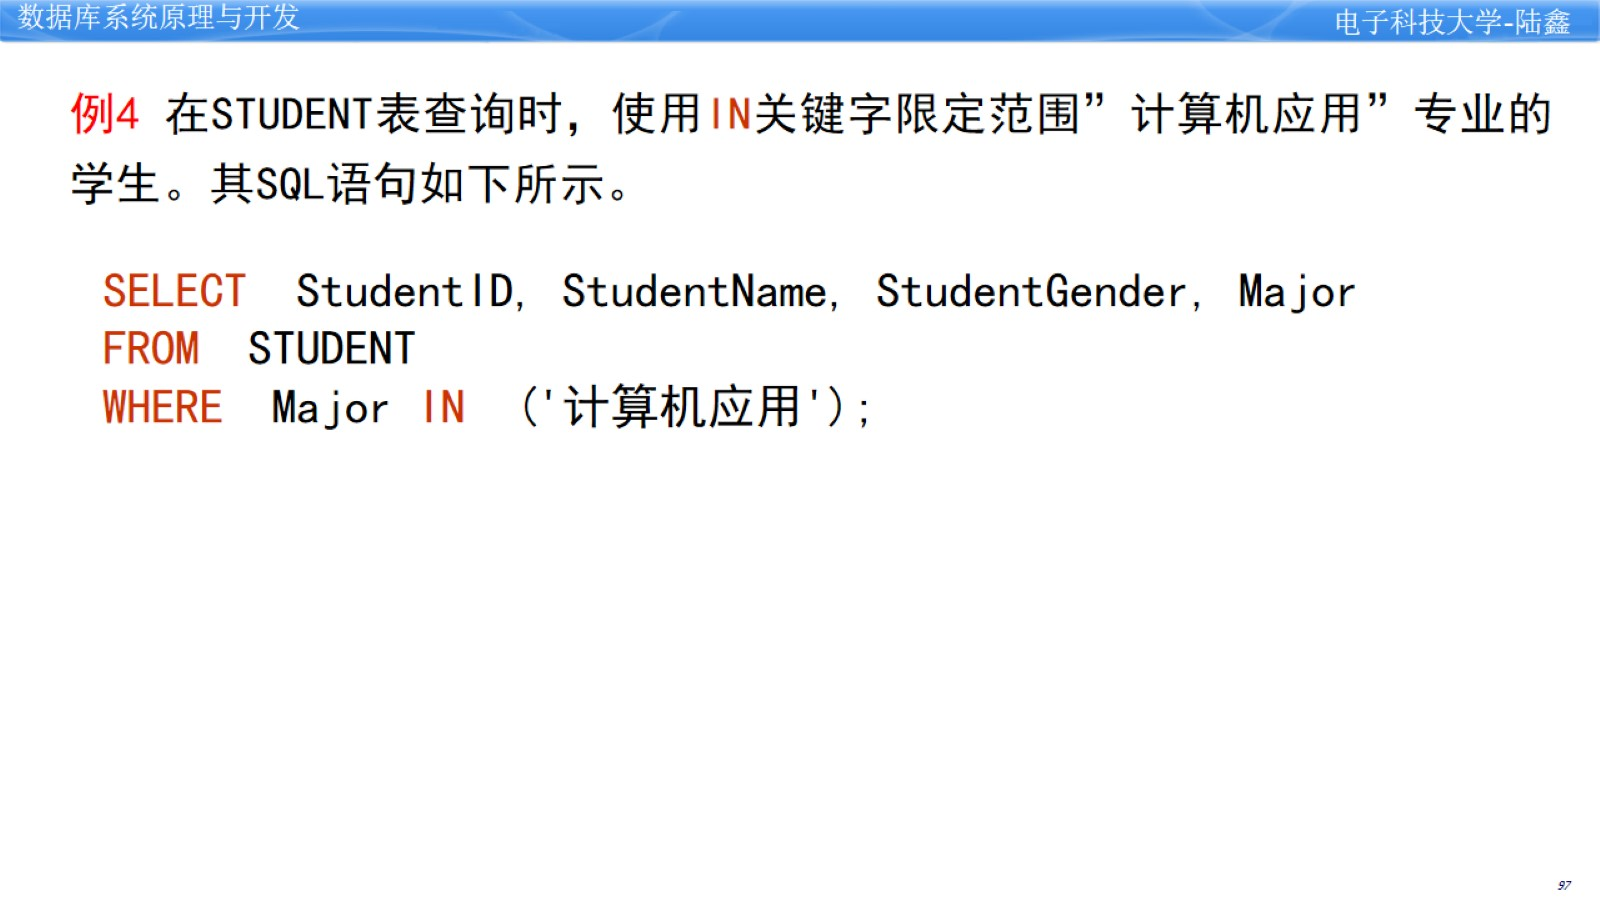 数据库系统原理与开发
电子科技大学-陆鑫
例4 在STUDENT表查询时，使用IN关键字限定范围”计算机应用”专业的
学生。其SQL语句如下所示。
SELECT StudentID, StudentName, StudentGender, Major
FROM STUDENT
WHERE Major IN ('计算机应用');
97